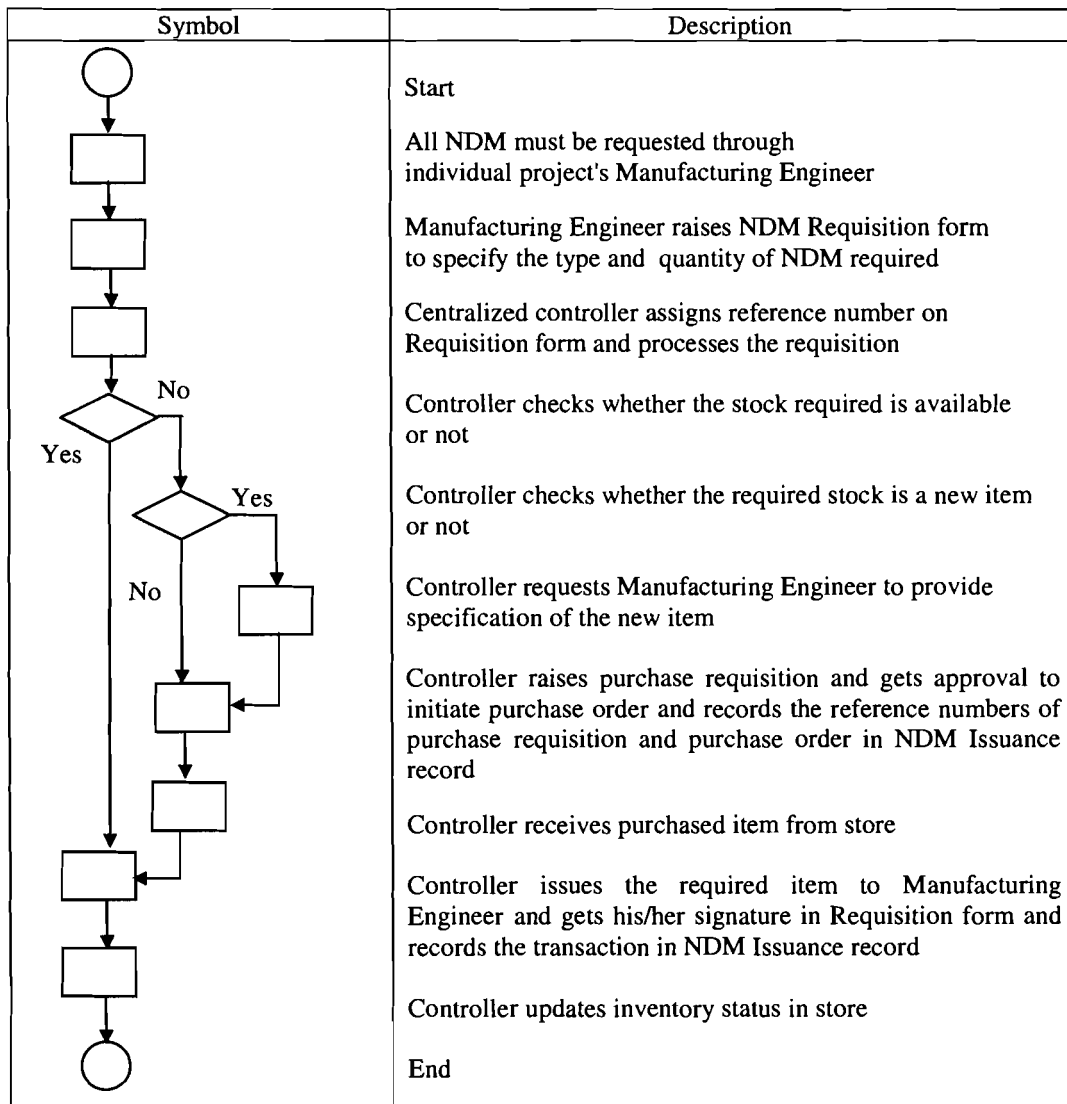 Symbol
Description
Start
All NDM must be requested through
individual project's Manufacturing Engineer
Manufacturing Engineer raises NDM Requisition form
to specify the type and quantity of NDM required
Centralized controller assigns reference number on
Requisition form and processes the requisition
No
Controller checks whether the stock required is available
or not
Yes
Yes
Controller checks whether the required stock is a new item
or not
No
Controller requests Manufacturing Engineer to provide
specification of the new item
Controller raises purchase requisition and gets approval to
initiate purchase order and records the reference numbers of
purchase requisition and purchase order in NDM Issuance
record
Controller receives purchased item from store
Controller issues the required item to Manufacturing
Engineer and gets his/her signature in Requisition form and
records the transaction in NDM Issuance record
Controller updates inventory status in store
End